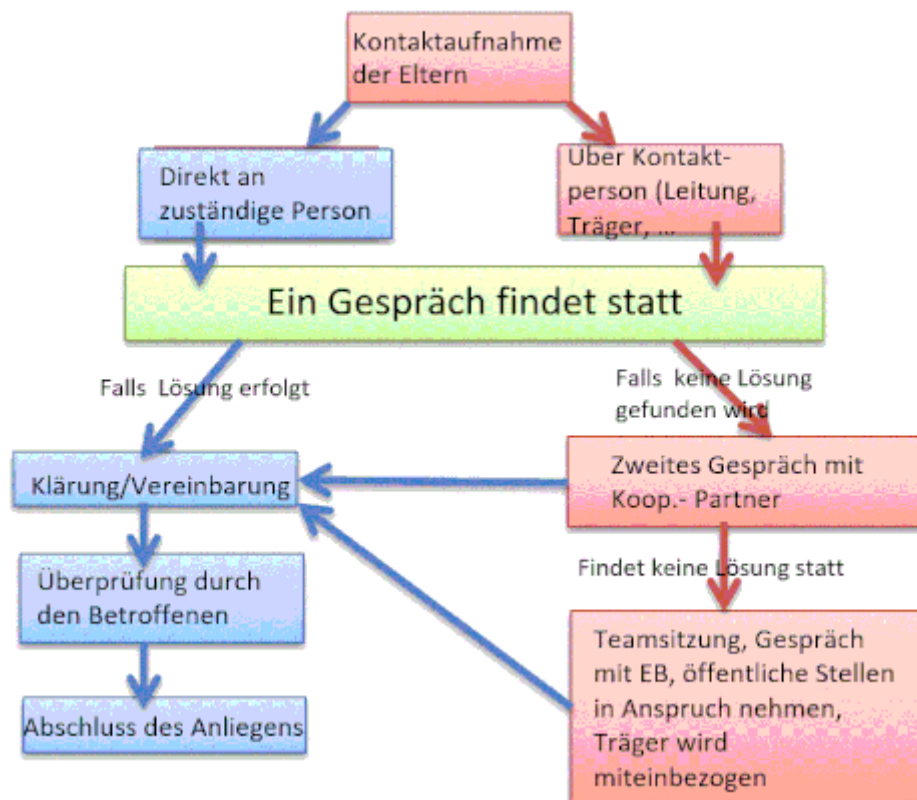 Kontaktaufnahme
der Eltern
Direkt an
zuständige Person
Über Kontakt-
person (Leitung,
Träger, ...
Ein Gespräch findet statt
Falls Lösung erfolgt
Falls keine Lösung
gefunden wird
Klärung/Vereinbarung
Zweites Gespräch mit
Koop.- Partner
Überprüfung durch
den Betroffenen
Findet keine Lösung statt
Abschluss des Anliegens
Teamsitzung, Gespräch
mit EB, öffentliche Stellen
in Anspruch nehmen,
Träger wird
miteinbezogen